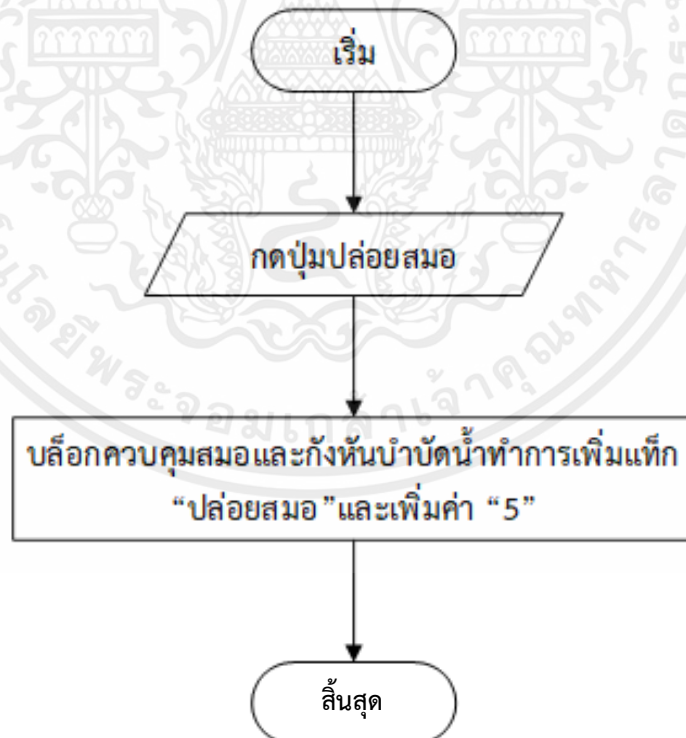 เริ่ม
กดปุ่มปล่อยสมอ
บล็อกควบคุมสมอและกังหันบำบัดน้ำทำการเพิ่มแท็ก
“ปล่อยสมอ”และเพิ่มค่า “5”
สิ้นสุด